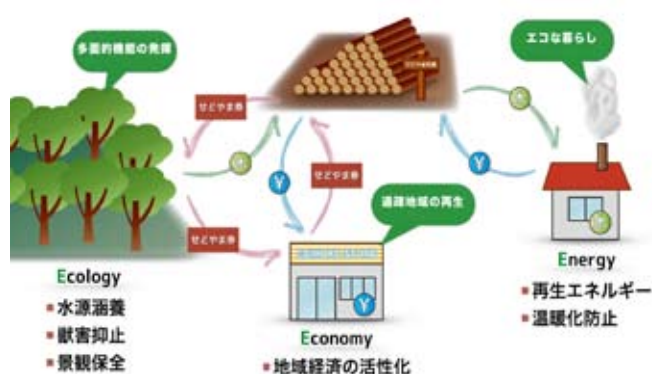 多面的機能の発揮
エコな暮らし
せどやま券
せどやま券
過疎地域の再生
せどやま券
¥
¥
¥
Ecology
水源涵養
獣害抑止
景観保全
Economy
地域経済の活性化
Energy
再生エネルギー
温暖化防止